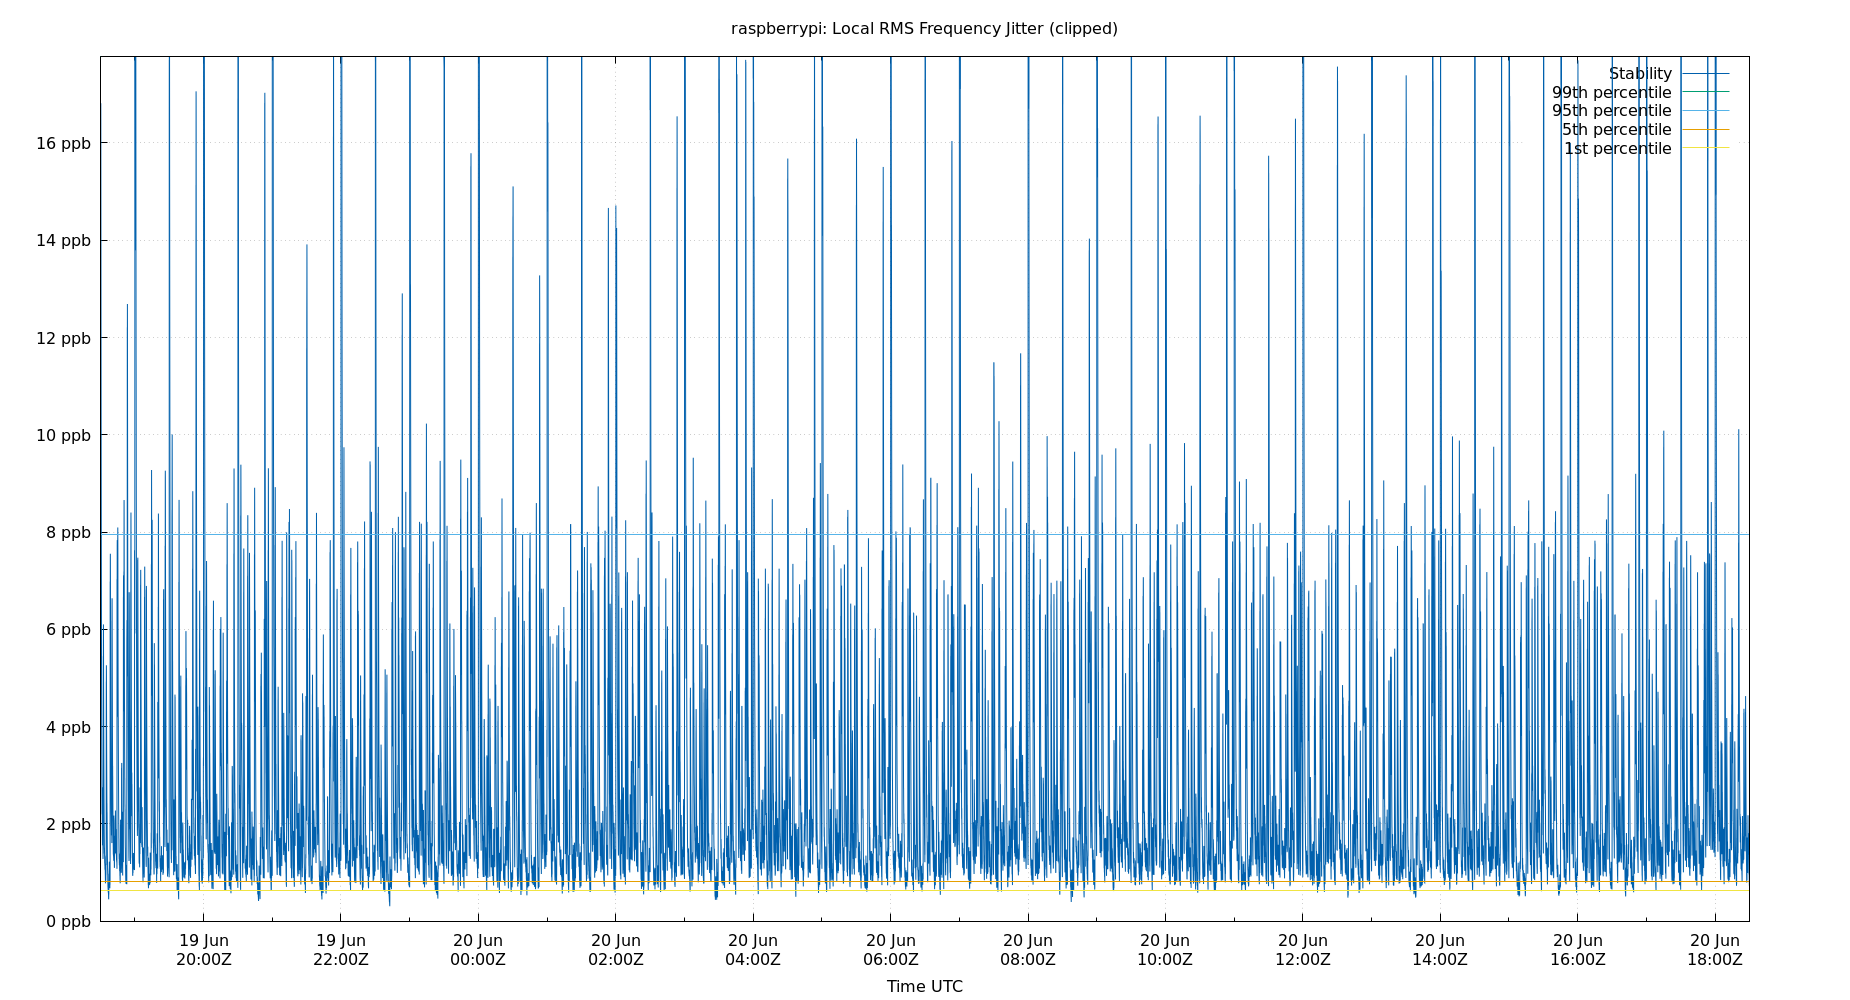 raspberrypi: Local RMS Frequency Jitter (clipped)
Stability
99th percentile
95th percentile
5th percentile
1st percentile
16 ppb
14 ppb
12 ppb
10 ppb
8 ppb
6 ppb
4 ppb
2 ppb
0 ppb
19 Jun 19 Jun 20 Jun 20 Jun 20 Jun 20 Jun 20 Jun 20 Jun 20 Jun 20 Jun 20 Jun 20 Jun
20:00Z 22:00Z 00:00Z 02:00Z 04:00Z 06:00Z 08:00Z 10:00Z 12:00Z 14:00Z 16:00Z 18:00Z
Time UTC